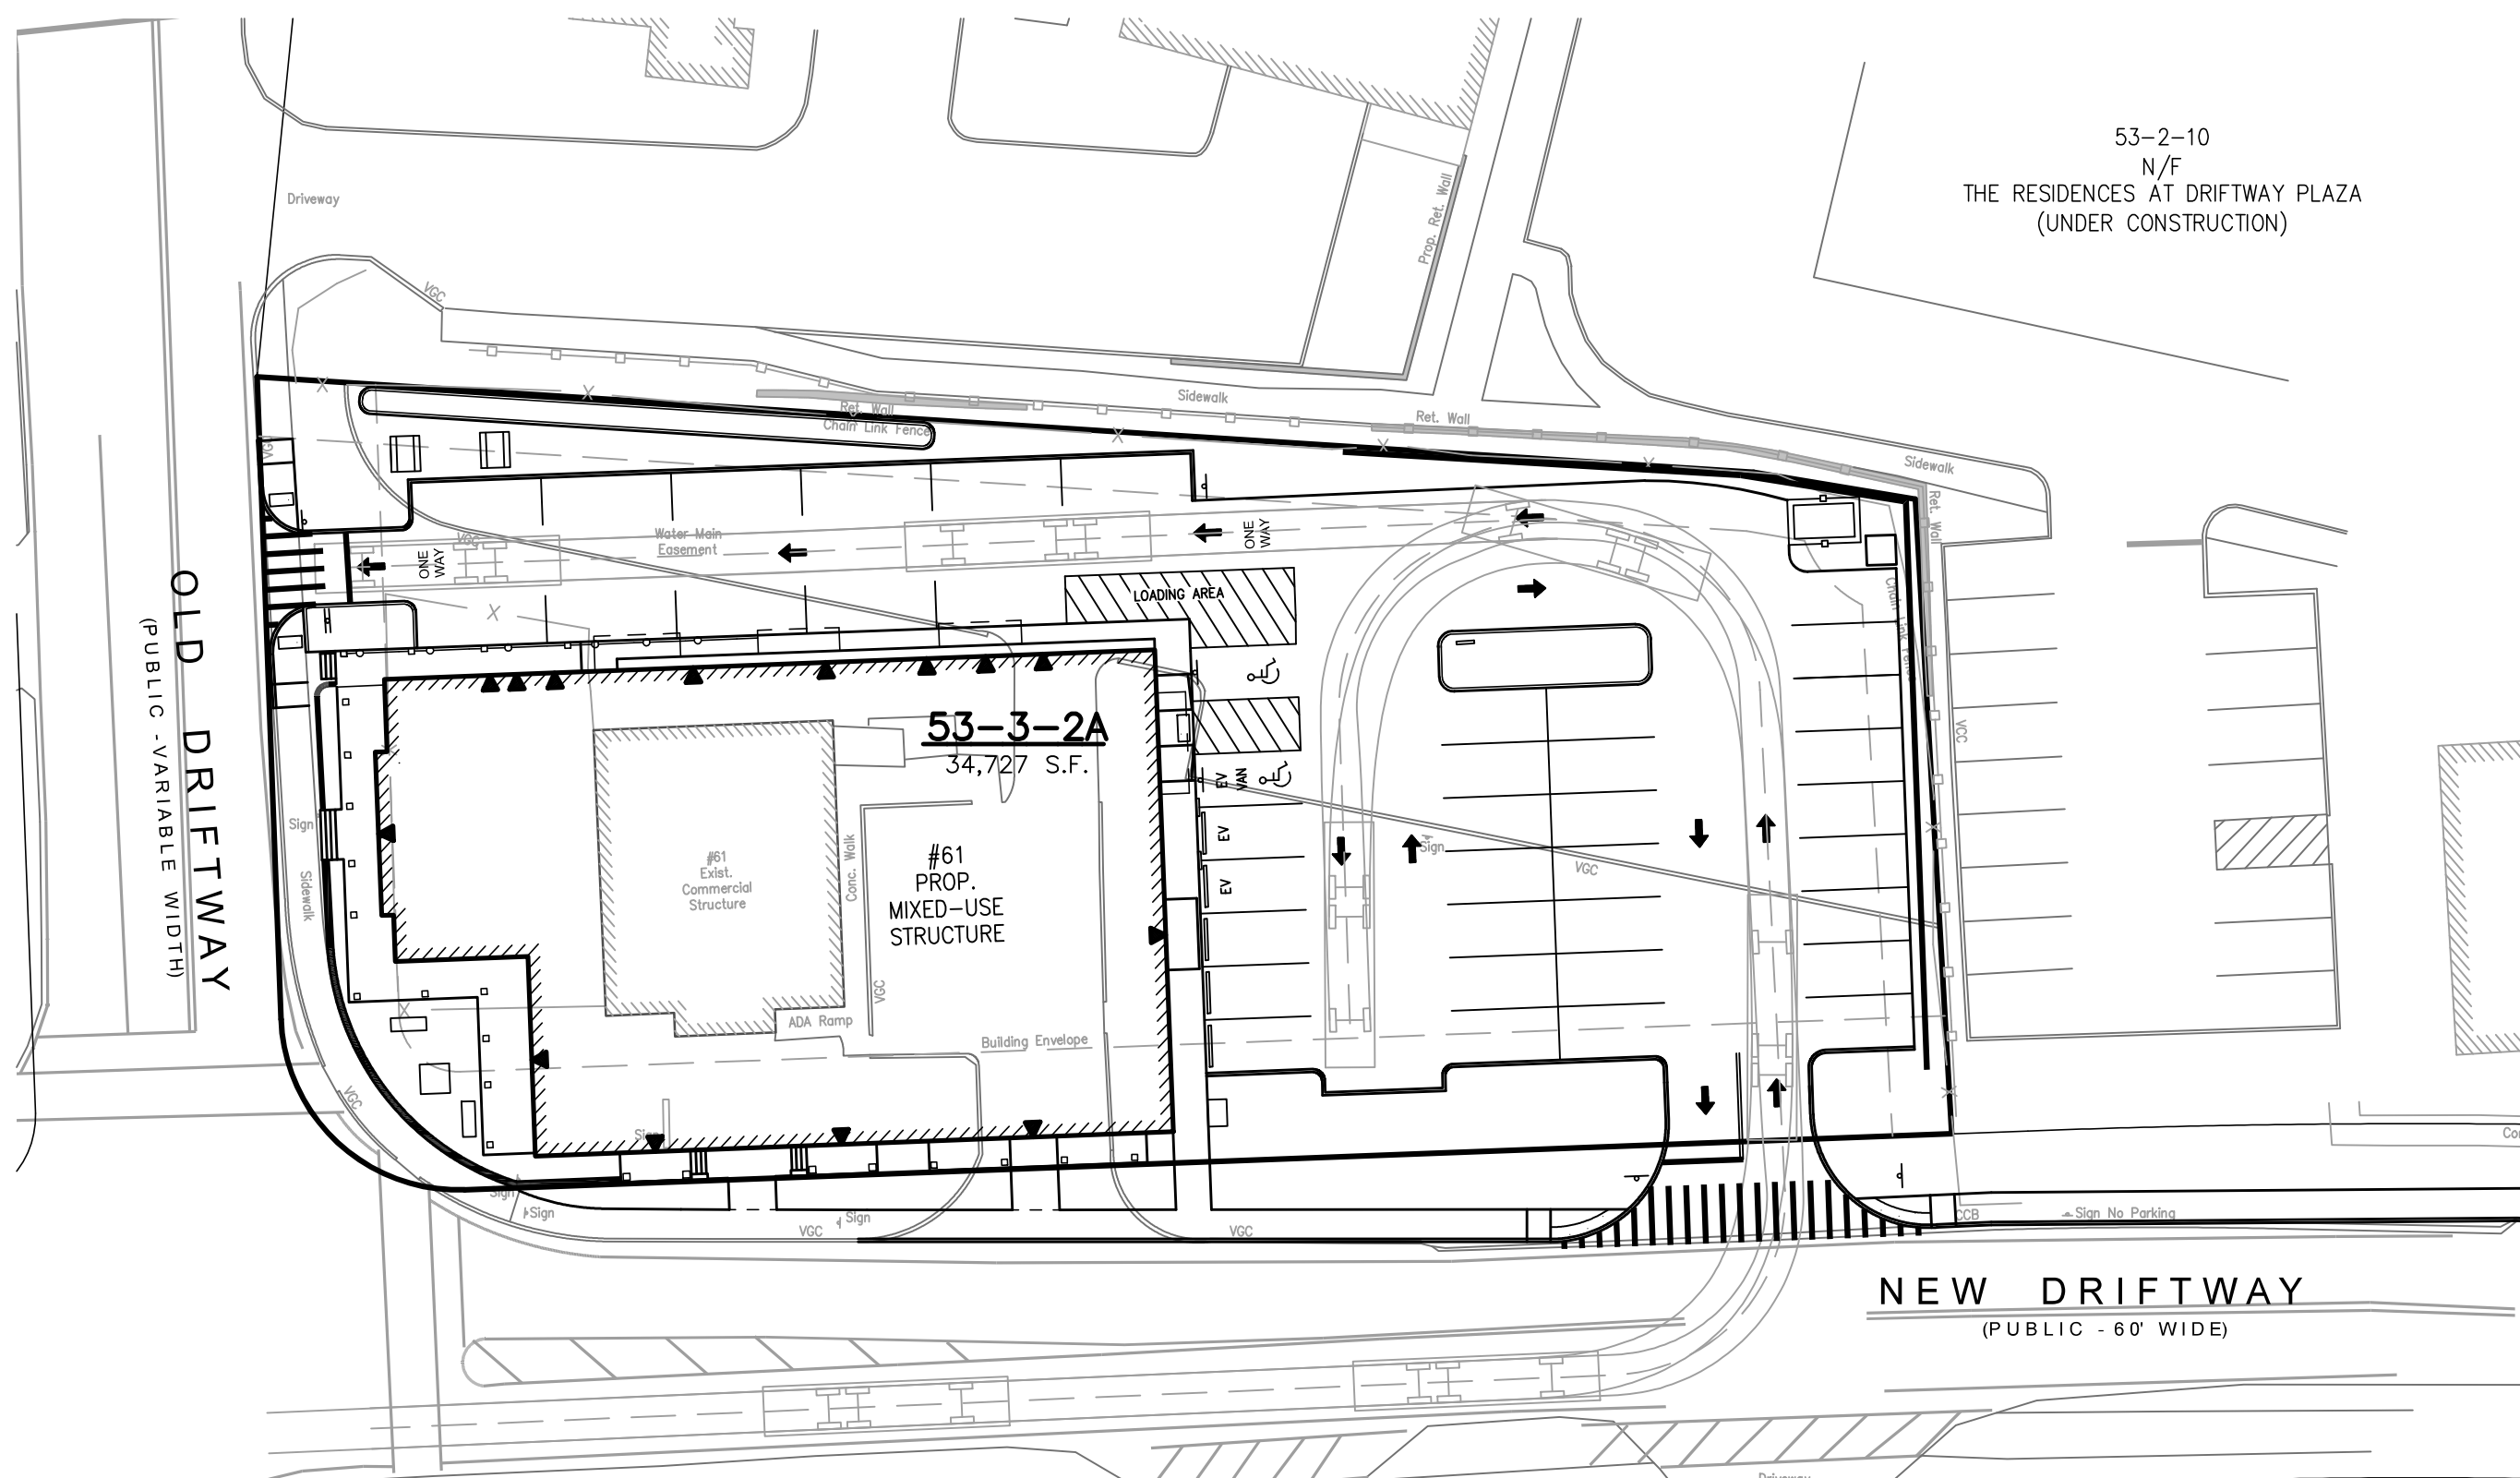 53-2-10
N/F
THE RESIDENCES AT DRIFTWAY PLAZA
(UNDER CONSTRUCTION)
Driveway
VGC
Prop. Ret. Wall
Sidewalk
Ret. Wall
Ret. Wall
Chain Link Fence
Sidewalk
Ret. Wall
VGC
Water Main
Easement
VGC
ONE
WAY
ONE
WAY
LOADING AREA
Chain Link Fence
OLD DRIFTWAY
(PUBLIC - VARIABLE WIDTH)
53-3-2A
34,727 S.F.
EV
VAN
EV
EV
VCC
Sign
Sidewalk
#61
Exist.
Commercial
Structure
Conc. Walk
#61
PROP.
MIXED-USE
STRUCTURE
Sign
VGC
VGC
ADA Ramp
Building Envelope
VGC
Sign
Sign
Sign
Sign
VGC
VGC
CCB
Sign No Parking
NEW DRIFTWAY
(PUBLIC - 60' WIDE)
Driveway